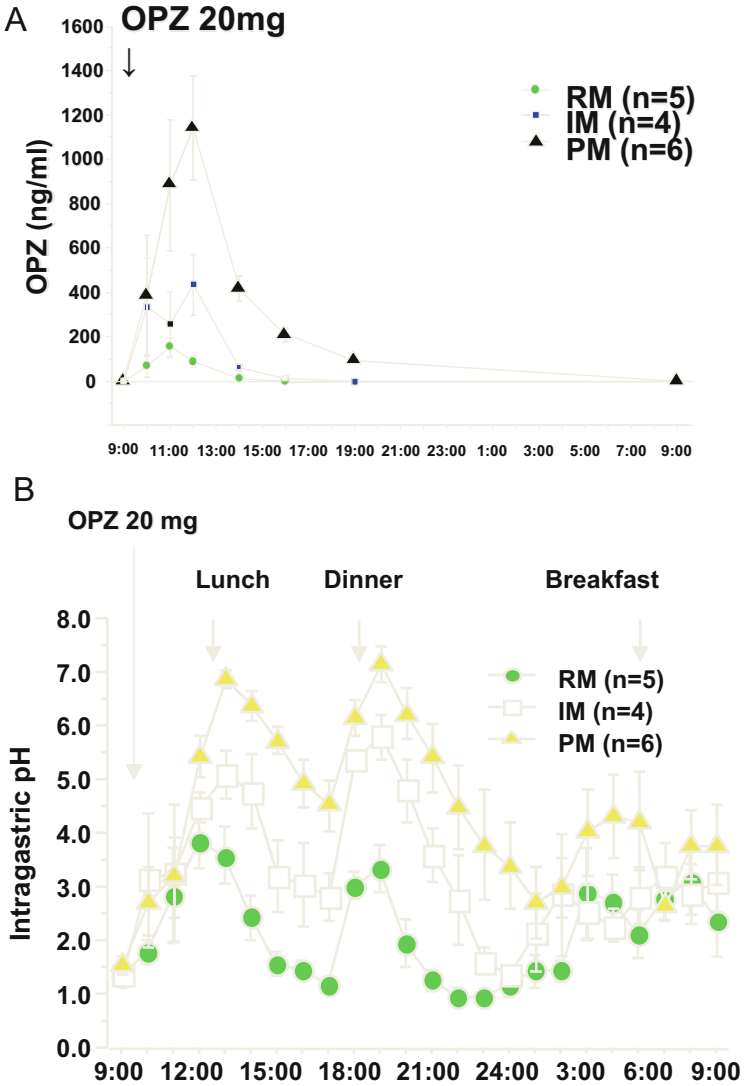 A
OPZ 20mg
1600
1400
1200
1000
800
600
400
200
0
OPZ (ng/ml)
RM (n=5)
IM (n=4)
PM (n=6)
9:00 11:00 13:00 15:00 17:00 19:00 21:00 23:00 1:00 3:00 5:00 7:00 9:00
B
OPZ 20 mg
Lunch Dinner Breakfast
8.0
7.0
6.0
5.0
4.0
3.0
2.0
1.0
0.0
Intragastric pH
RM (n=5)
IM (n=4)
PM (n=6)
9:00 12:00 15:00 18:00 21:00 24:00 3:00 6:00 9:00